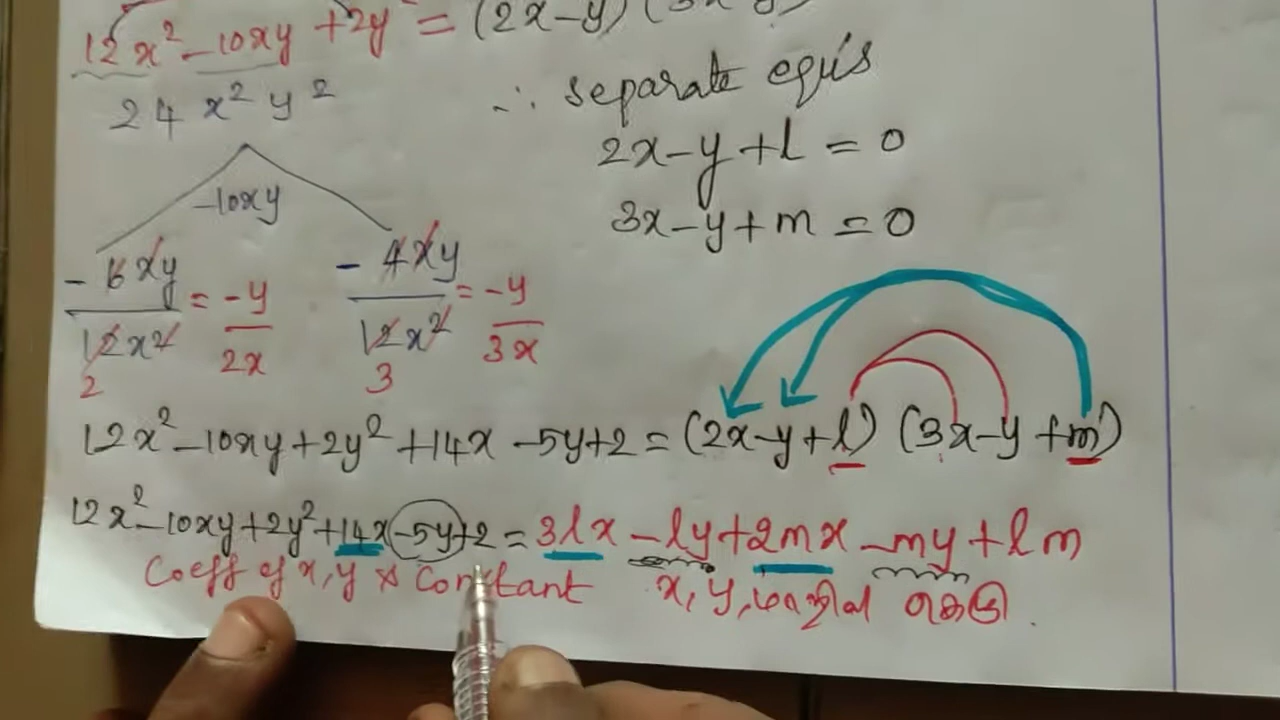 12x² - 10xy + 2y² = (2x-y)(3x-y)
24 x² y²
∴ separate eqn's
2x-y+l = 0
3x-y+m = 0
-10xy
-6xy/12x² = -y/2x
2
-4xy/12x² = -y/3x
3
12x² - 10xy + 2y² + 14x - 5y + 2 = (2x-y+l) (3x-y+m)
12x² - 10xy + 2y² + 14x - 5y + 2 = 3lx - ly + 2mx - my + lm
Coeff of x, y & Constant x, y,